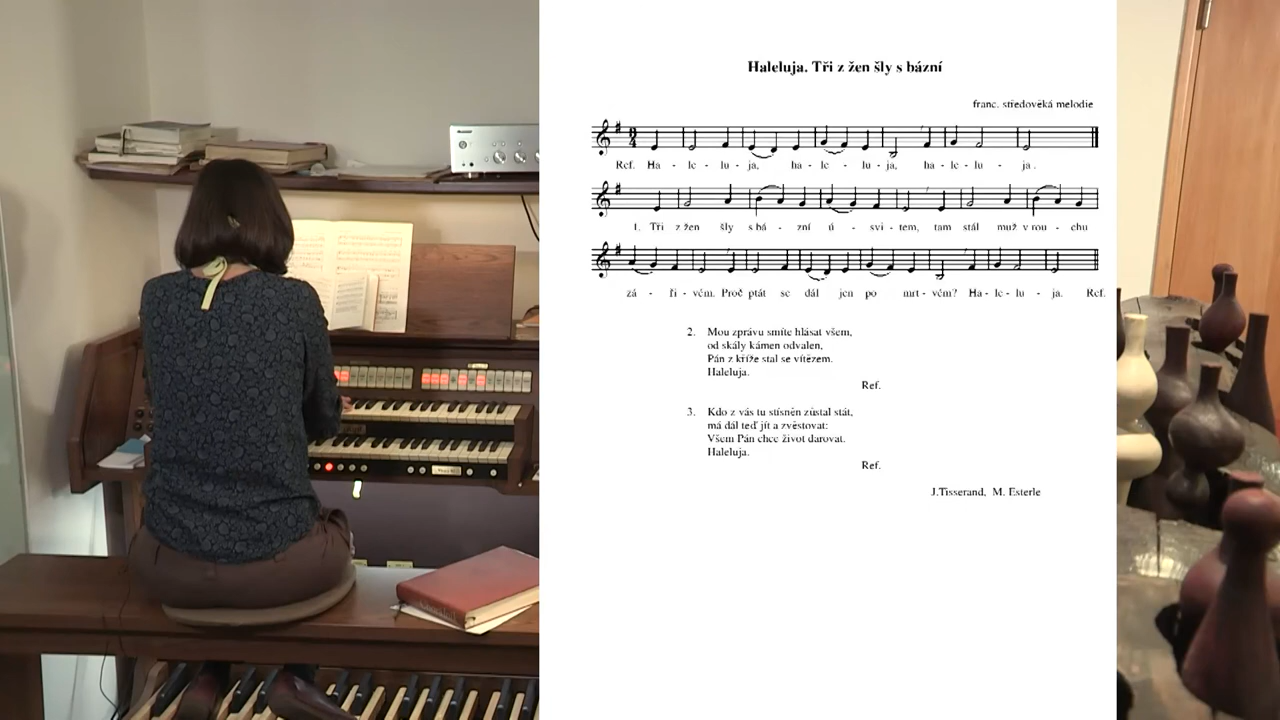 Haleluja. Tři z žen šly s bázní
franc. středověká melodie
Ref. Ha - le - lu - ja, ha - le - lu - ja, ha - le - lu - ja.
1. Tři z žen šly s bá - zní ú - svi - tem, tam stál muž v rou - chu
zá - ři - vém. Proč ptát se dál jen po mrt - vém? Ha - le - lu - ja. Ref.
2. Mou zprávu smíte hlásat všem,
od skály kámen odvalen,
Pán z kříže stal se vítězem.
Haleluja.
Ref.
3. Kdo z vás tu stísněn zůstal stát,
má dál teď jít a zvěstovat:
Všem Pán chce život darovat.
Haleluja.
Ref.
J.Tisserand, M. Esterle